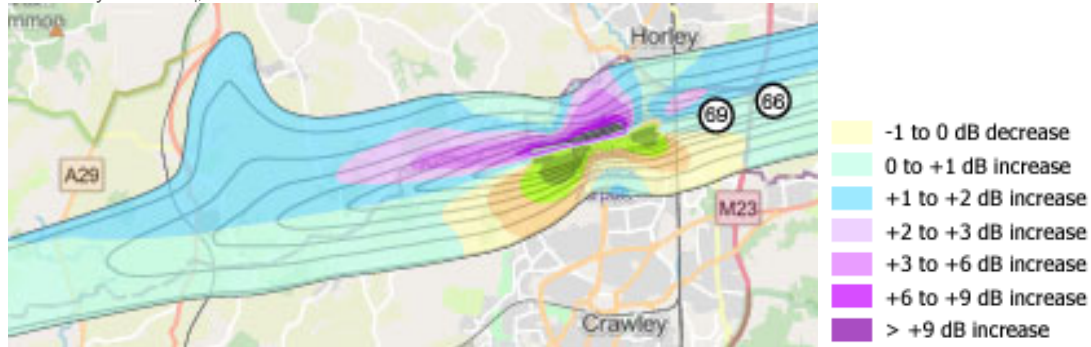 Horley
69
66
A29
M23
Crawley
-1 to 0 dB decrease
0 to +1 dB increase
+1 to +2 dB increase
+2 to +3 dB increase
+3 to +6 dB increase
+6 to +9 dB increase
> +9 dB increase